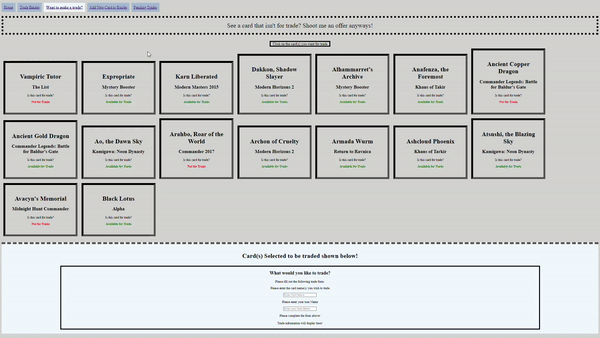 Home
Trade Binder
Want to make a trade?
Add New Card to Binder
Pending Trades
See a card that isn't for trade? Shoot me an offer anyways!
Click on the card(s) you want for trade
Vampiric Tutor
The List
Is this card for trade?
Not for Trade
Expropriate
Mystery Booster
Is this card for trade?
Available for Trade
Karn Liberated
Modern Masters 2015
Is this card for trade?
Available for Trade
Dakkon, Shadow
Slayer
Modern Horizons 2
Is this card for trade?
Available for Trade
Alhammarret's
Archive
Mystery Booster
Is this card for trade?
Available for Trade
Anafenza, the
Foremost
Khans of Tarkir
Is this card for trade?
Available for Trade
Ancient Copper
Dragon
Commander Legends: Battle
for Baldur's Gate
Is this card for trade?
Not for Trade
Ancient Gold Dragon
Commander Legends: Battle
for Baldur's Gate
Is this card for trade?
Available for Trade
Ao, the Dawn Sky
Kamigawa: Neon Dynasty
Is this card for trade?
Available for Trade
Arahbo, Roar of the
World
Commander 2017
Is this card for trade?
Not for Trade
Archon of Cruelty
Modern Horizons 2
Is this card for trade?
Available for Trade
Armada Wurm
Return to Ravnica
Is this card for trade?
Available for Trade
Ashcloud Phoenix
Khans of Tarkir
Is this card for trade?
Available for Trade
Atsushi, the Blazing
Sky
Kamigawa: Neon Dynasty
Is this card for trade?
Available for Trade
Avacyn's Memorial
Midnight Hunt Commander
Is this card for trade?
Not for Trade
Black Lotus
Alpha
Is this card for trade?
Available for Trade
Card(s) Selected to be traded shown below!
What would you like to trade?
Please fill out the following trade form
Please enter the card name(s) you wish to trade
Please enter your user name
Please complete the form above!
Trade information will display here!